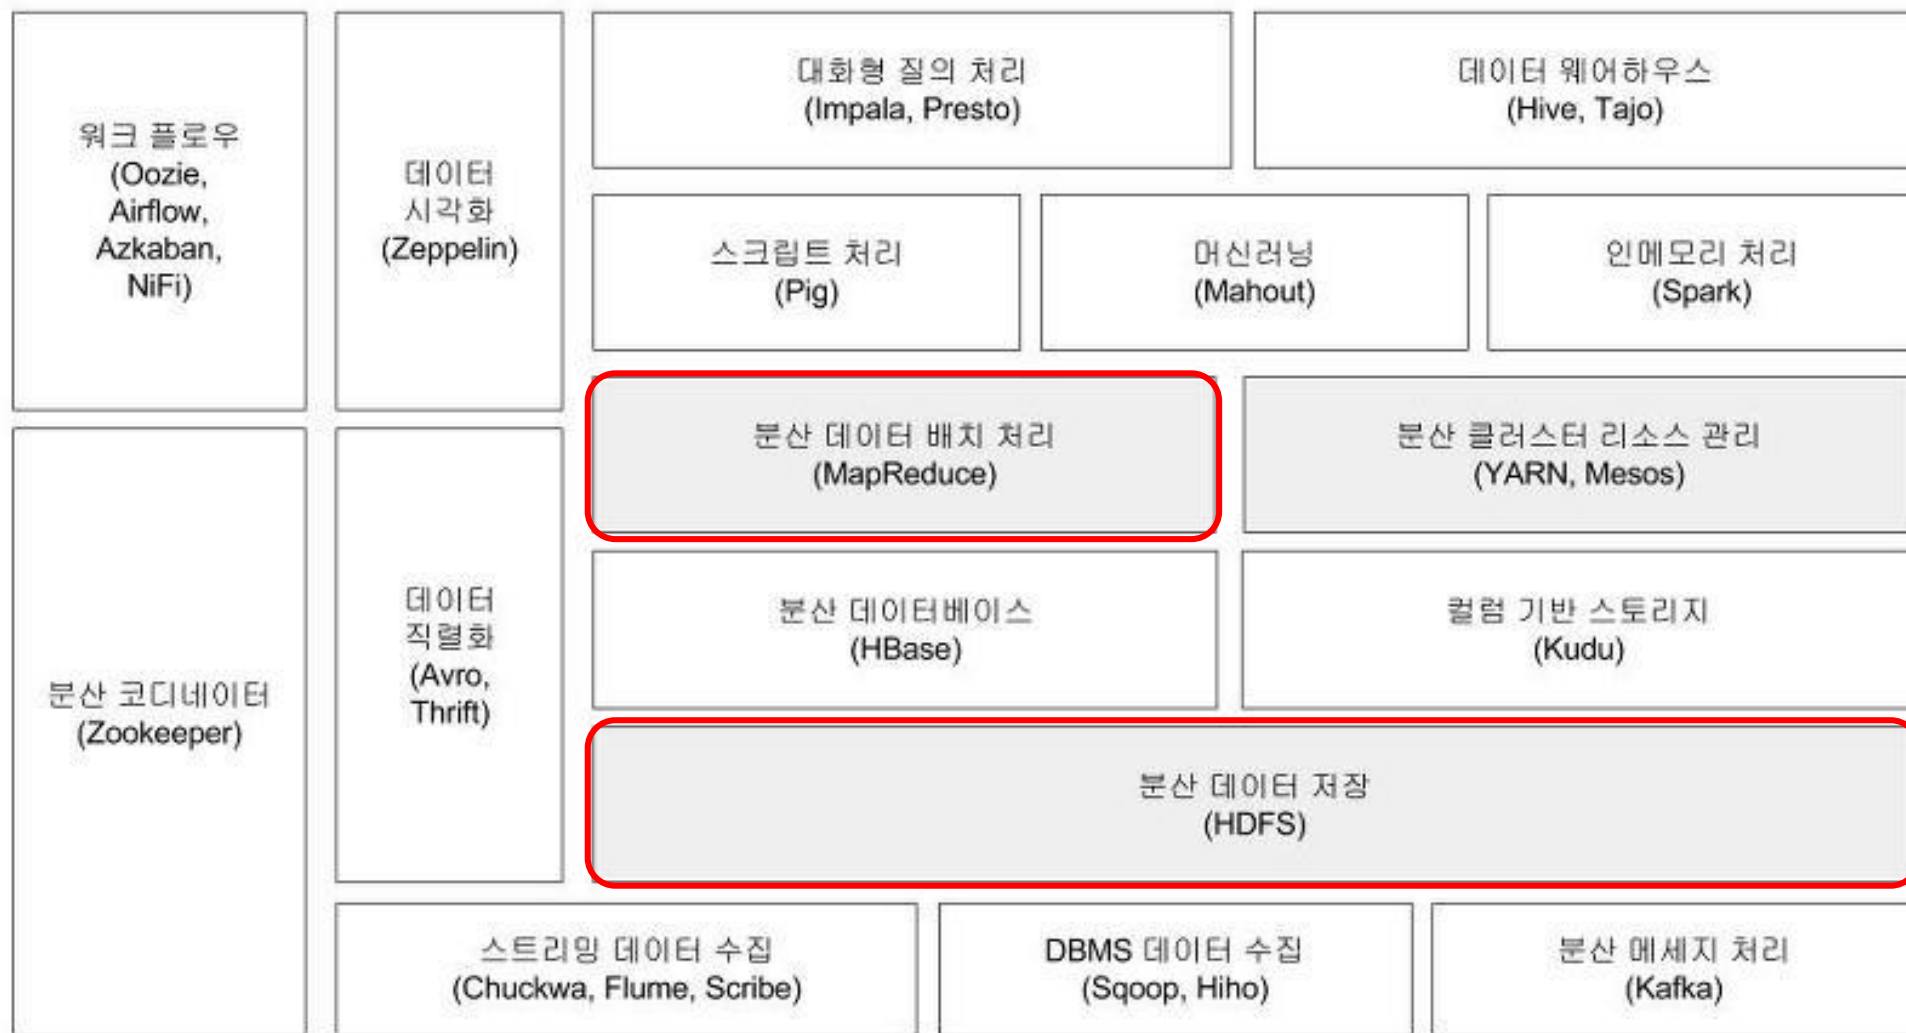 워크 플로우
(Oozie,
Airflow,
Azkaban,
NiFi)
데이터
시각화
(Zeppelin)
대화형 질의 처리
(Impala, Presto)
데이터 웨어하우스
(Hive, Tajo)
스크립트 처리
(Pig)
머신러닝
(Mahout)
인메모리 처리
(Spark)
분산 데이터 배치 처리
(MapReduce)
분산 클러스터 리소스 관리
(YARN, Mesos)
분산 코디네이터
(Zookeeper)
데이터
직렬화
(Avro,
Thrift)
분산 데이터베이스
(HBase)
컬럼 기반 스토리지
(Kudu)
분산 데이터 저장
(HDFS)
스트리밍 데이터 수집
(Chuckwa, Flume, Scribe)
DBMS 데이터 수집
(Sqoop, Hiho)
분산 메세지 처리
(Kafka)